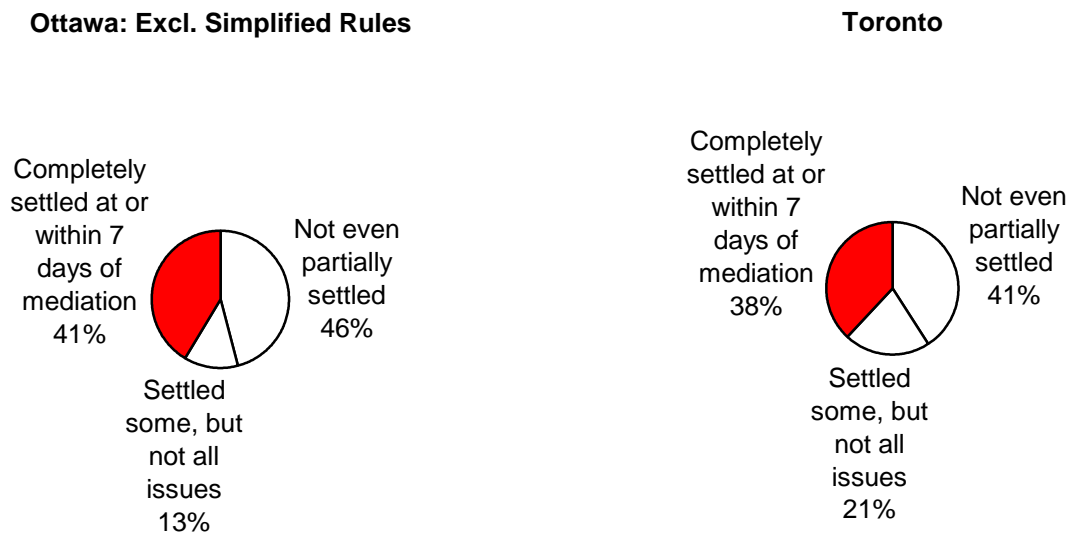 Ottawa: Excl. Simplified Rules
Completely
settled at or
within 7
days of
mediation
41%
Not even
partially
settled
46%
Settled
some, but
not all
issues
13%
Toronto
Completely
settled at or
within 7
days of
mediation
38%
Not even
partially
settled
41%
Settled
some, but
not all
issues
21%